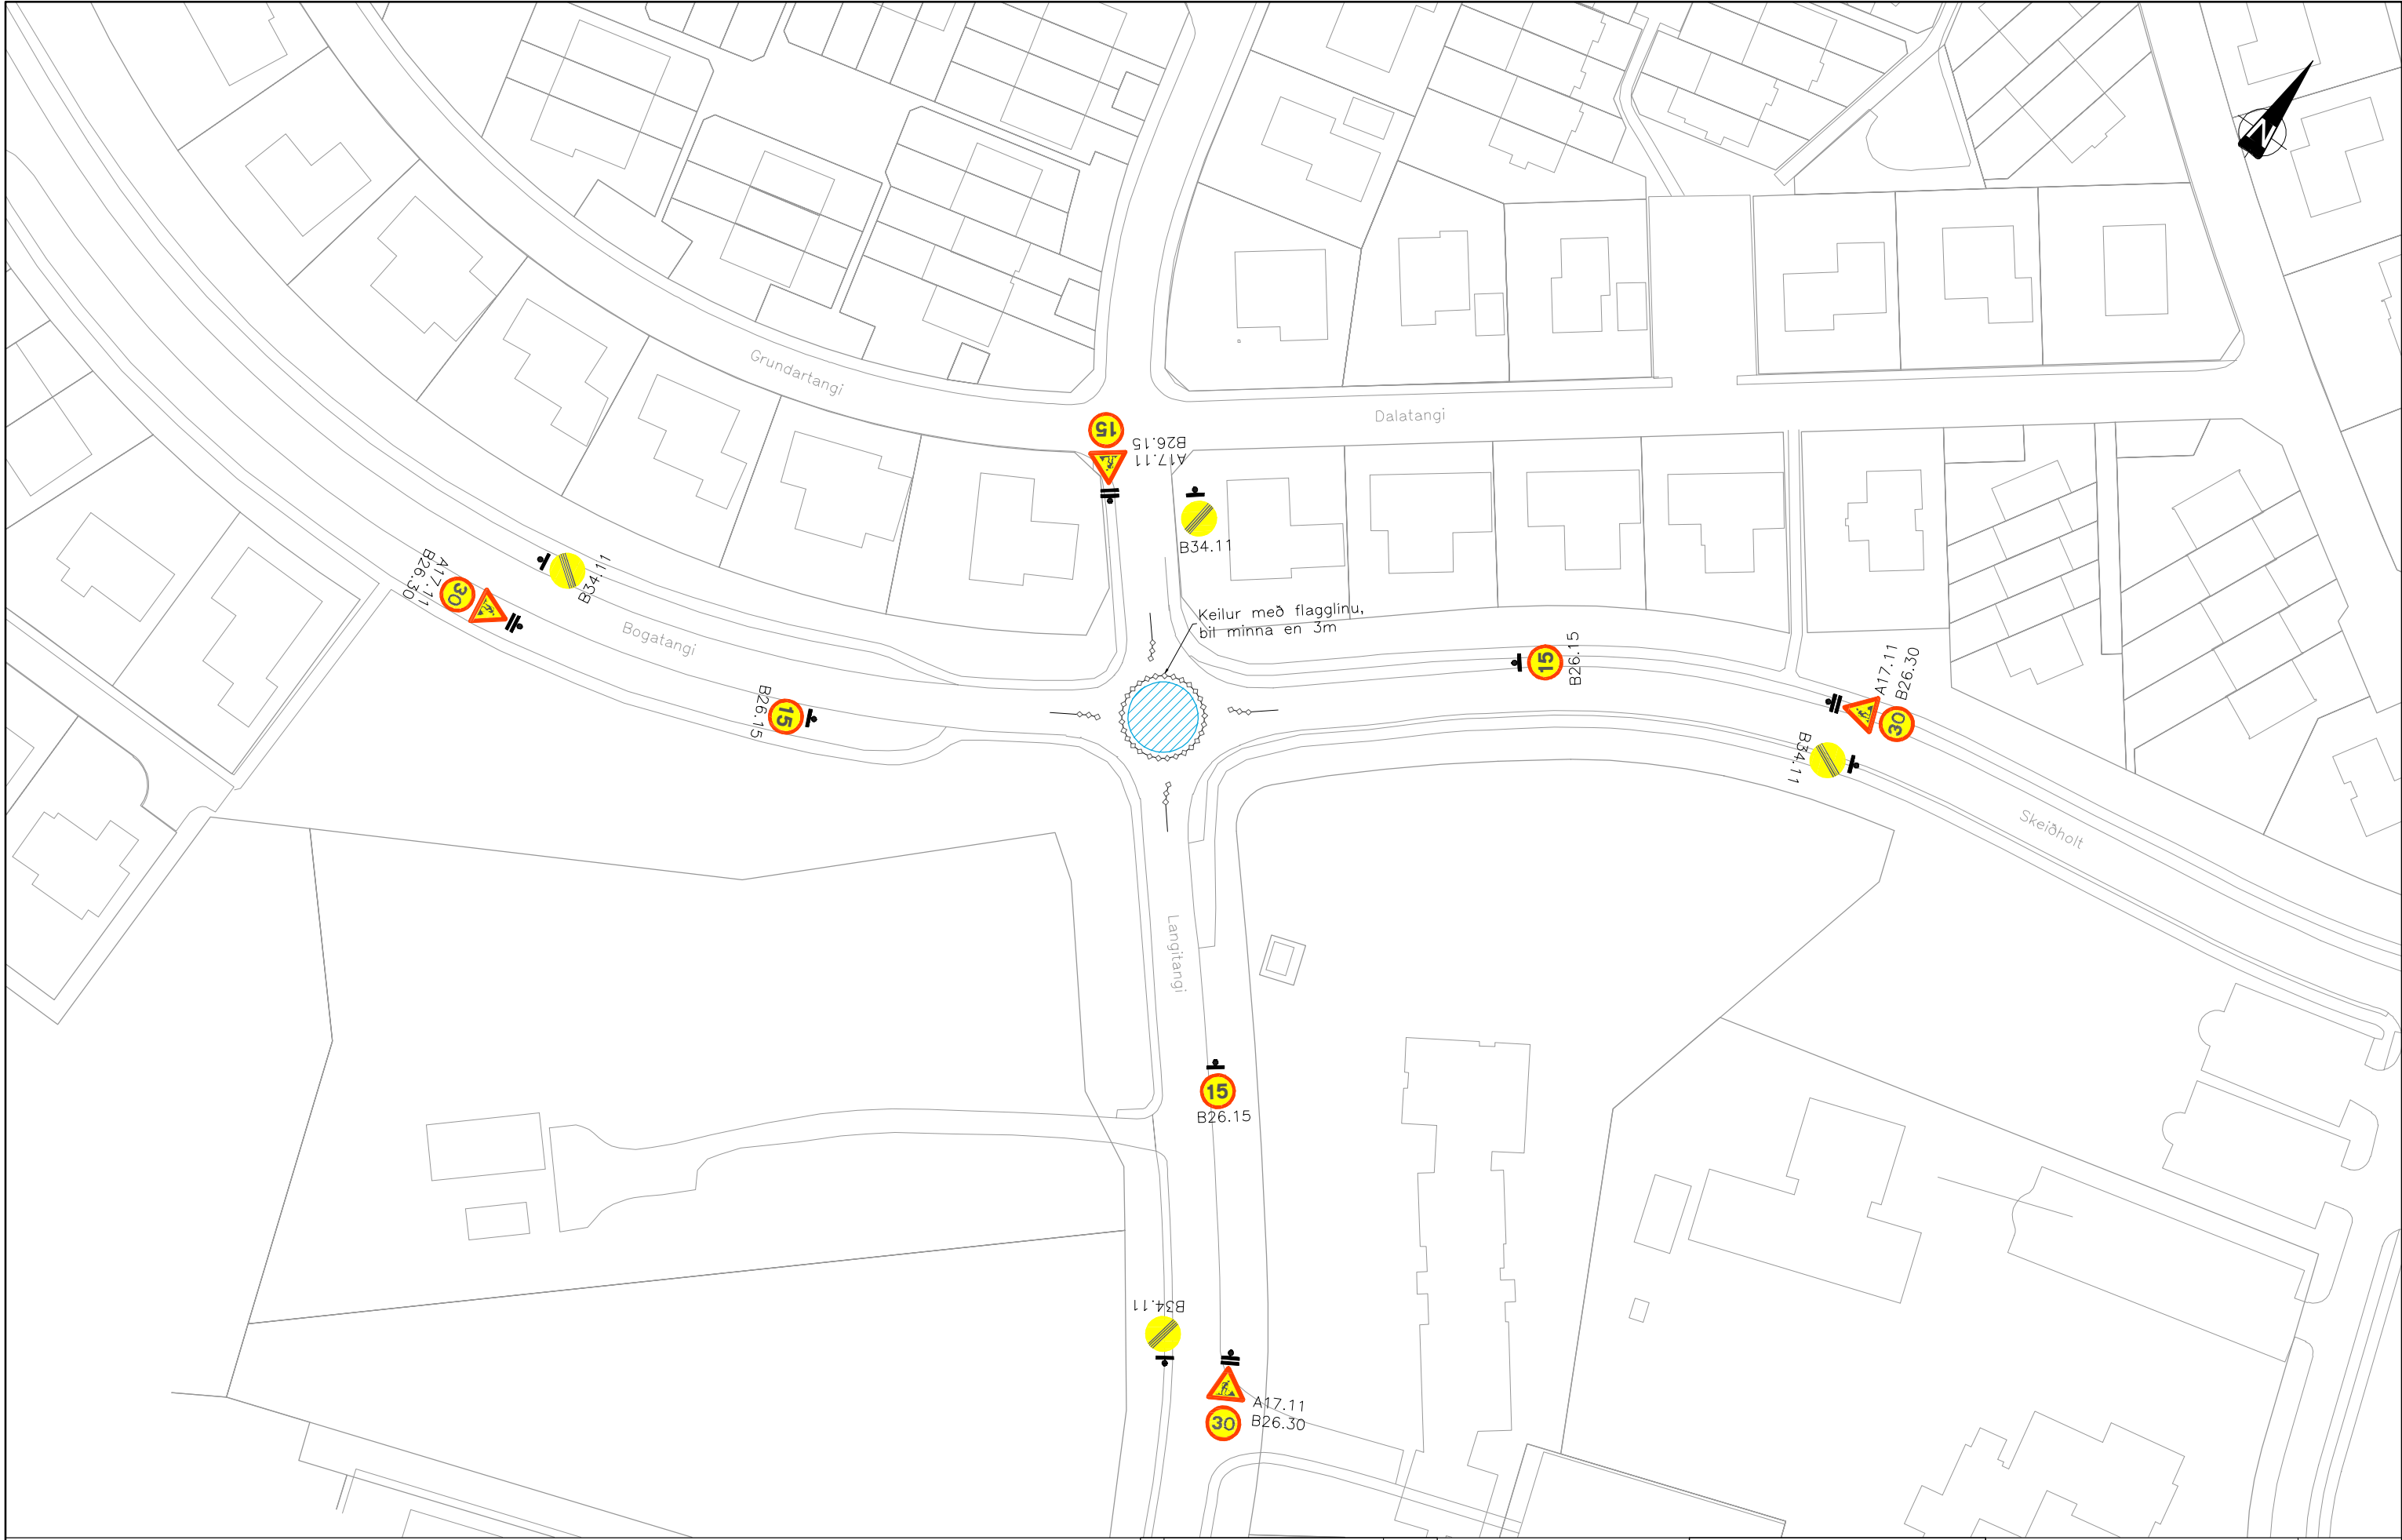 N
Grundartangi
Dalatangi
15
B26.15
A17.11
B34.11
A17.11
B26.30
30
B34.11
Bogatangi
Keilur með flagglínu,
bil minna en 3m
15
B26.15
15
B26.15
A17.11
B26.30
30
B34.11
Skeiðholt
Langitangi
15
B26.15
B34.11
A17.11
30
B26.30